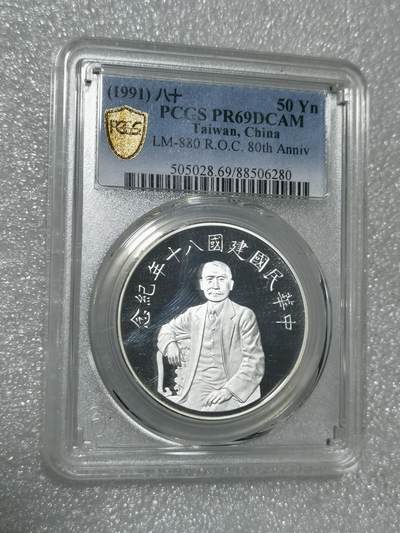 (1991) 八十 50 Yn
PCGS PR69DCAM
Taiwan, China
LM-880 R.O.C. 80th Anniv
505028.69/88506280
PCGS
中華民國建國八十年紀念